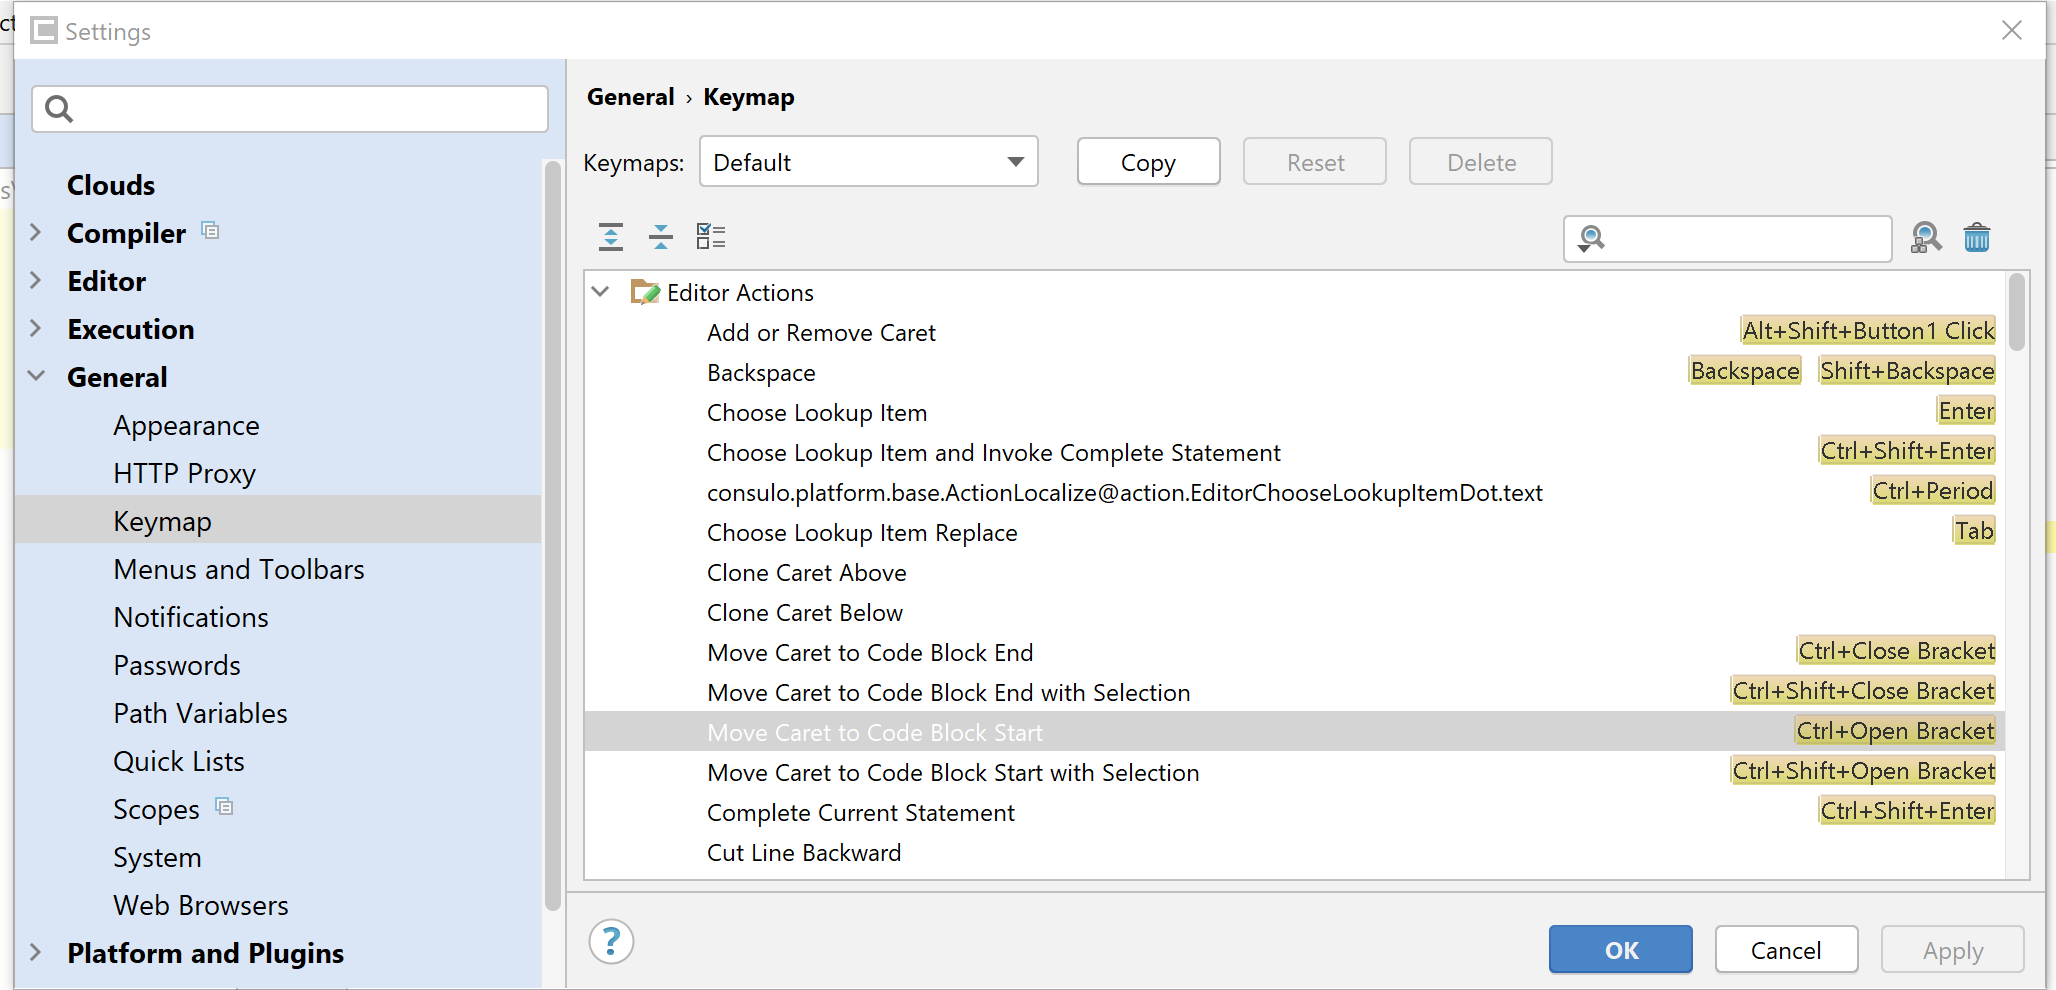 Settings
General › Keymap
Keymaps: Default Copy Reset Delete
Clouds
Compiler
Editor
Execution
General
Appearance
HTTP Proxy
Keymap
Menus and Toolbars
Notifications
Passwords
Path Variables
Quick Lists
Scopes
System
Web Browsers
Platform and Plugins
Editor Actions
Add or Remove Caret Alt+Shift+Button1 Click
Backspace Backspace Shift+Backspace
Choose Lookup Item Enter
Choose Lookup Item and Invoke Complete Statement Ctrl+Shift+Enter
consulo.platform.base.ActionLocalize@action.EditorChooseLookupItemDot.text Ctrl+Period
Choose Lookup Item Replace Tab
Clone Caret Above
Clone Caret Below
Move Caret to Code Block End Ctrl+Close Bracket
Move Caret to Code Block End with Selection Ctrl+Shift+Close Bracket
Move Caret to Code Block Start Ctrl+Open Bracket
Move Caret to Code Block Start with Selection Ctrl+Shift+Open Bracket
Complete Current Statement Ctrl+Shift+Enter
Cut Line Backward
? OK Cancel Apply